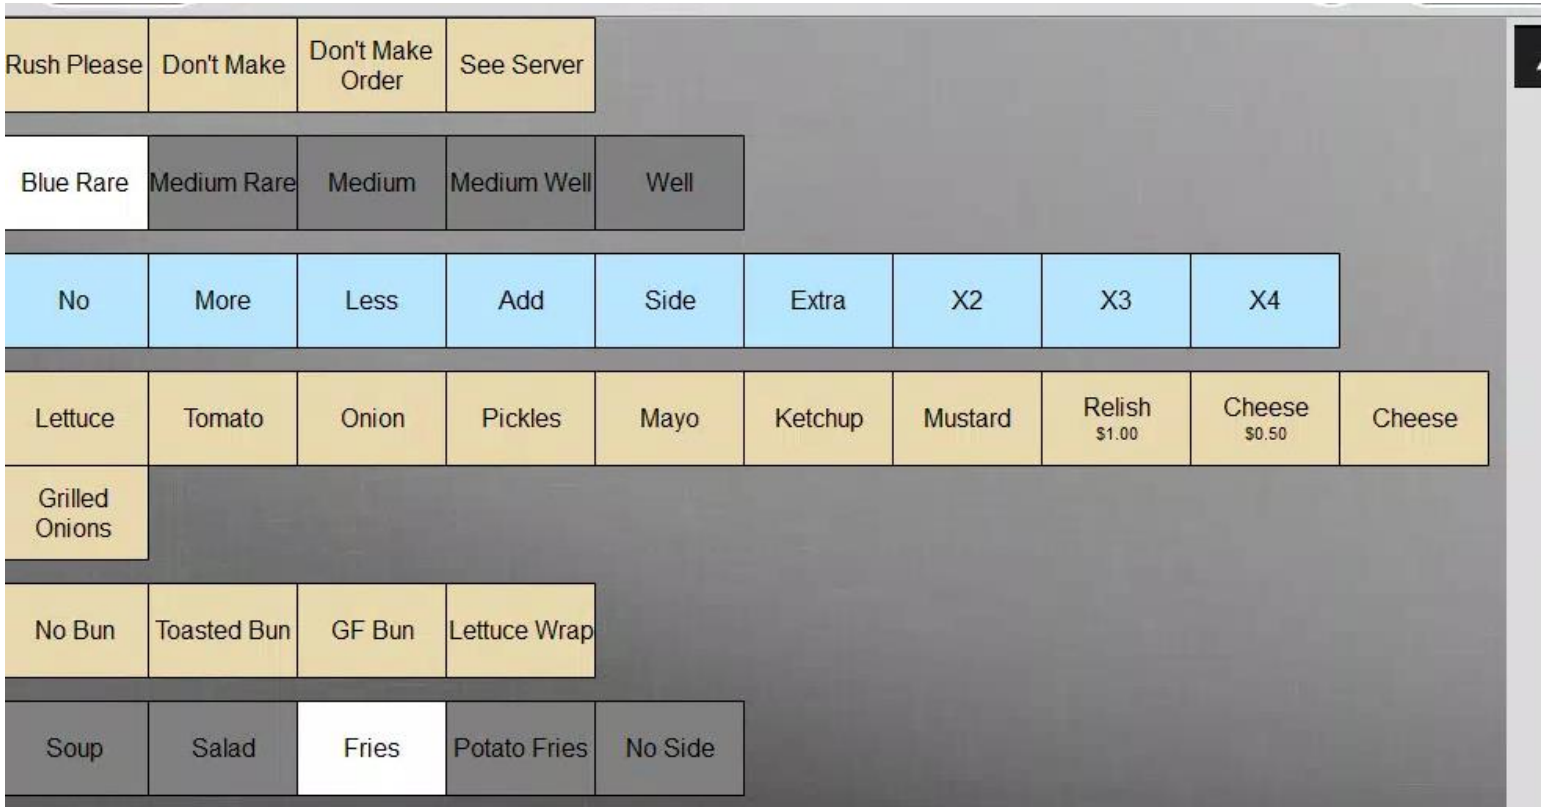 Rush Please
Don't Make
Don't Make
Order
See Server
Blue Rare
Medium Rare
Medium
Medium Well
Well
No
More
Less
Add
Side
Extra
X2
X3
X4
Lettuce
Tomato
Onion
Pickles
Mayo
Ketchup
Mustard
Relish
$1.00
Cheese
$0.50
Cheese
Grilled
Onions
No Bun
Toasted Bun
GF Bun
Lettuce Wrap
Soup
Salad
Fries
Potato Fries
No Side